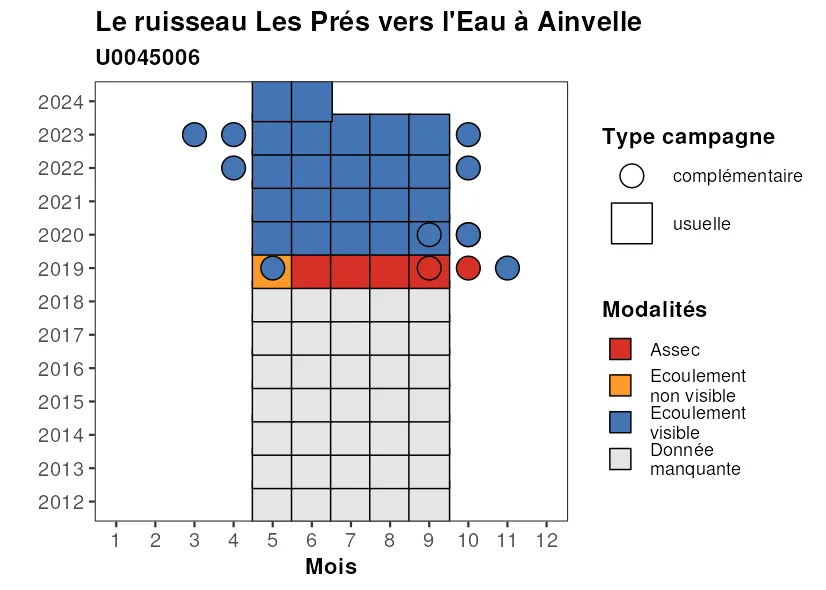 Le ruisseau Les Prés vers l'Eau à Ainvelle
U0045006
2024
2023
2022
2021
2020
2019
2018
2017
2016
2015
2014
2013
2012
1 2 3 4 5 6 7 8 9 10 11 12
Mois
Type campagne
complémentaire
usuelle
Modalités
Assec
Ecoulement
non visible
Ecoulement
visible
Donnée
manquante